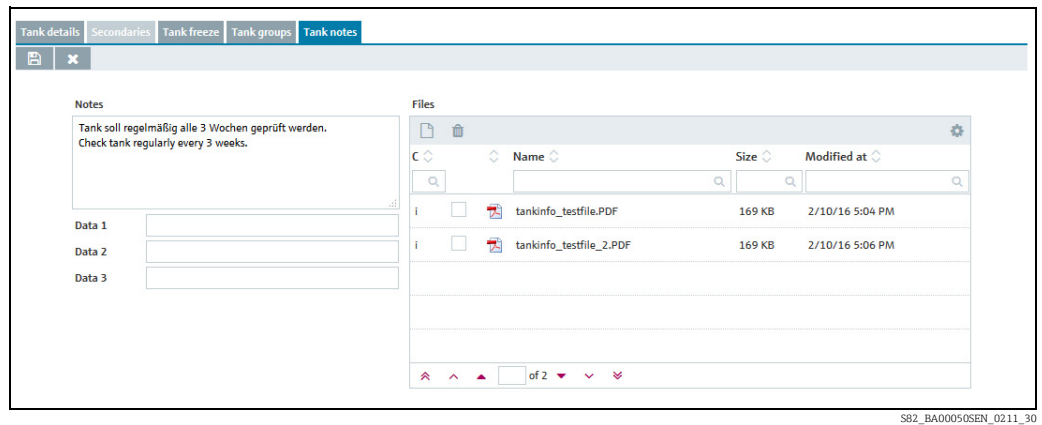 Tank details Secondaries Tank freeze Tank groups Tank notes
Notes
Tank soll regelmäßig alle 3 Wochen geprüft werden.
Check tank regularly every 3 weeks.
Data 1
Data 2
Data 3
Files
C Name Size Modified at
i tankinfo_testfile.PDF 169 KB 2/10/16 5:04 PM
i tankinfo_testfile_2.PDF 169 KB 2/10/16 5:06 PM
of 2
S82_BA00050SEN_0211_30